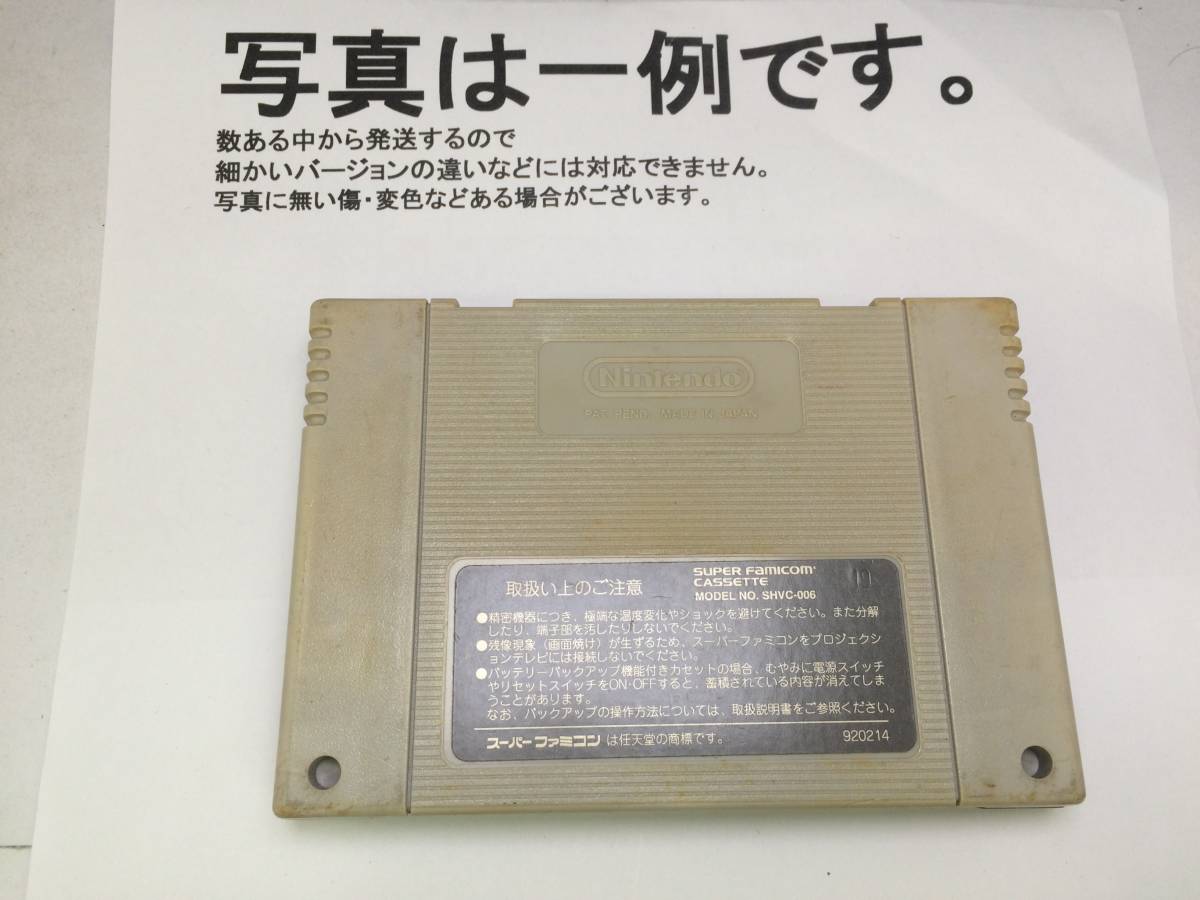 写真は一例です。
数ある中から発送するので
細かいバージョンの違いなどには対応できません。
写真に無い傷・変色などある場合がございます。
Nintendo
PAT. PEND. MADE IN JAPAN
取扱い上のご注意
SUPER FAMICOM
CASSETTE
MODEL NO. SHVC-006
●精密機器につき、極端な温度変化やショックを避けてください。また分解
したり、端子部を汚したりしないでください。
●残像現象(画面焼け)が生ずるため、スーパーファミコンをプロジェクシ
ョンテレビには接続しないでください。
●バッテリーバックアップ機能付きカセットの場合、むやみに電源スイッチ
やリセットスイッチをON・OFFすると、蓄積されている内容が消えてしま
うことがあります。
なお、バックアップの操作方法については、取扱説明書をご参照ください。
スーパーファミコンは任天堂の商標です。
920214